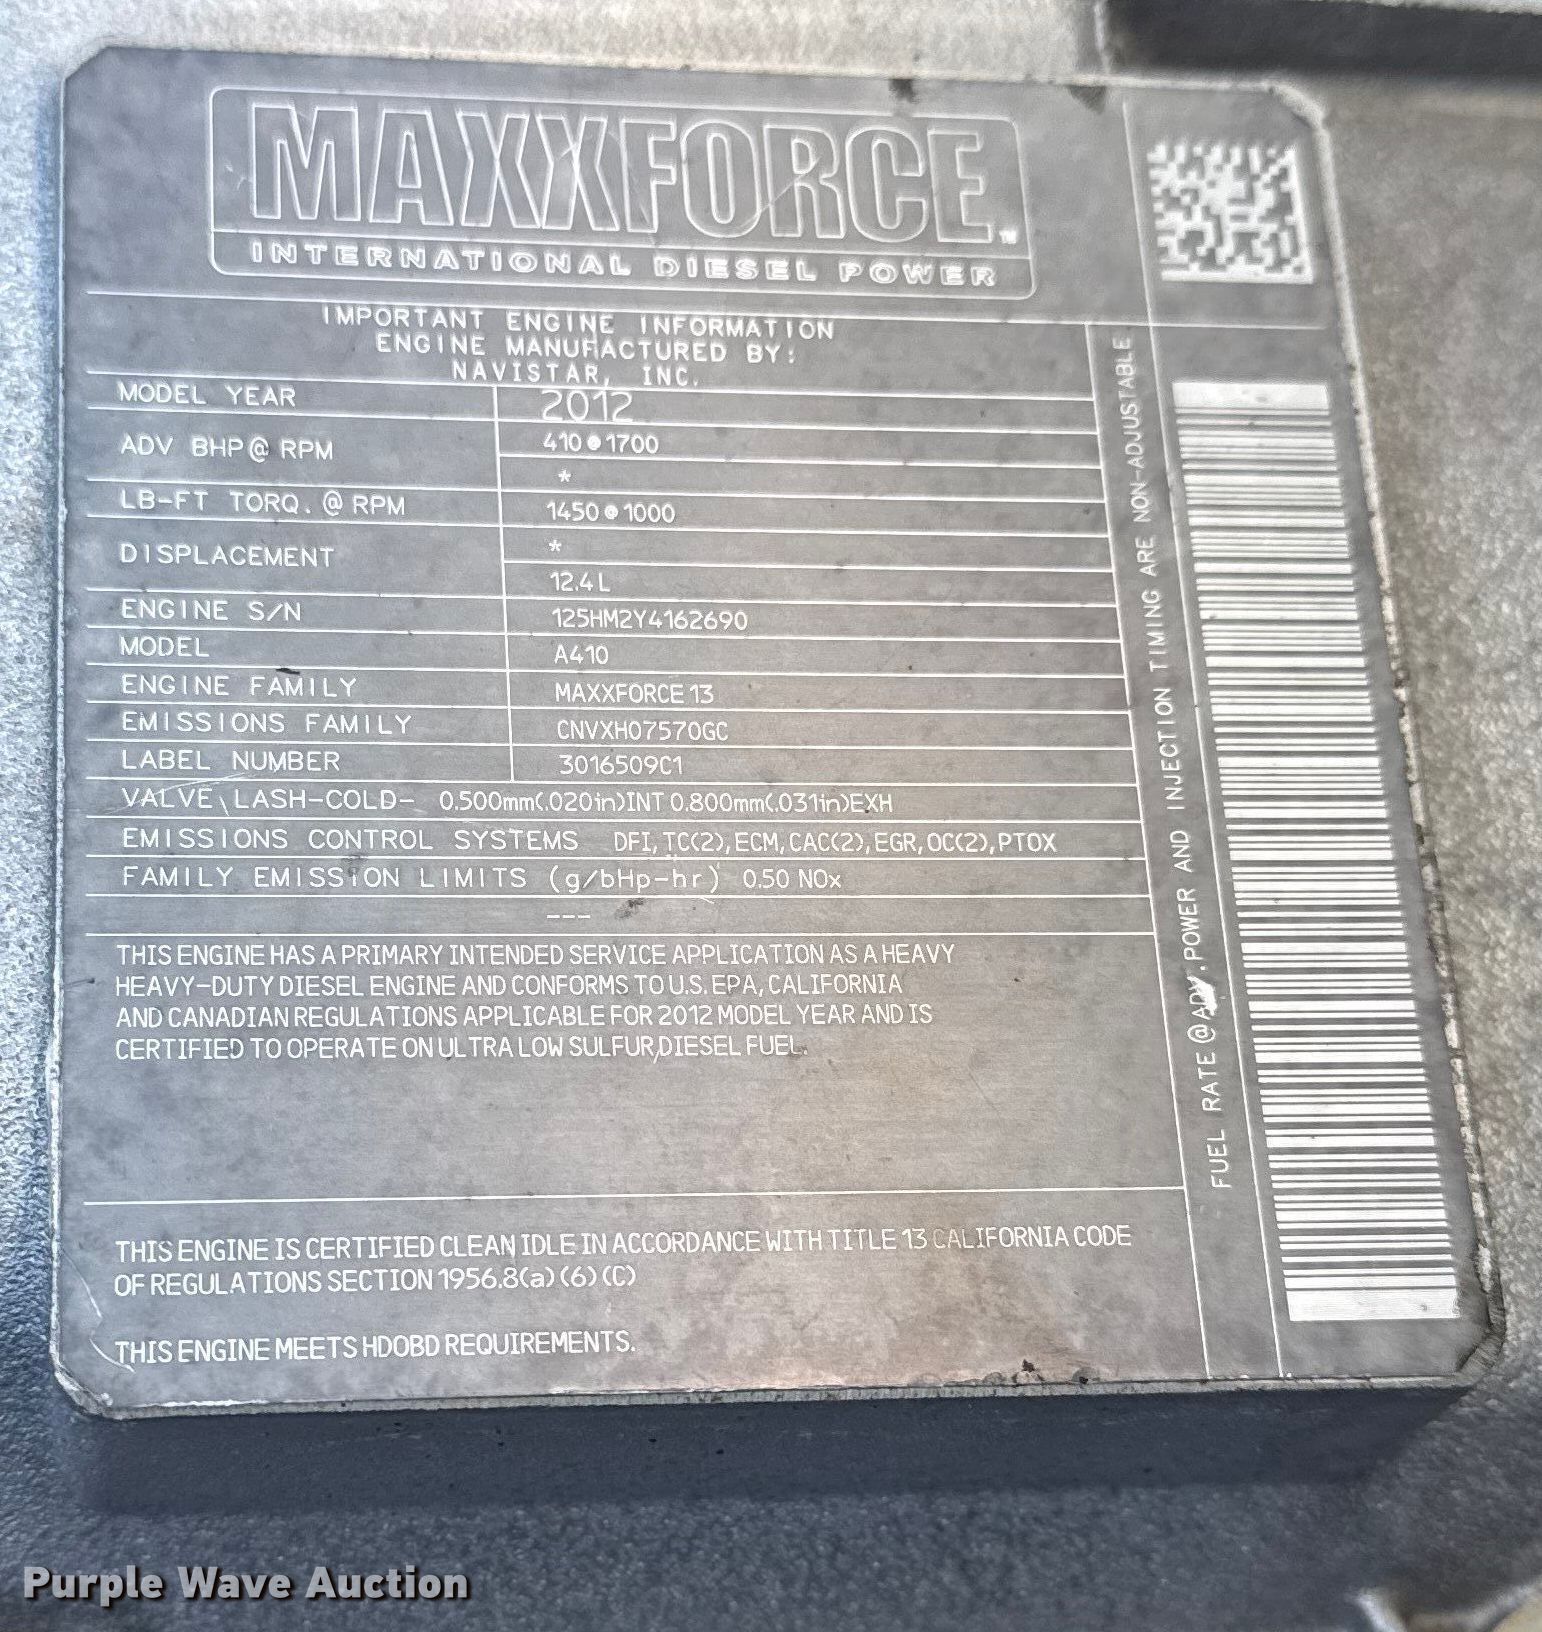 MAXXFORCE™
INTERNATIONAL DIESEL POWER
IMPORTANT ENGINE INFORMATION
ENGINE MANUFACTURED BY:
NAVISTAR, INC.
MODEL YEAR 2012
ADV BHP@ RPM 410@1700
*
LB-FT TORQ. @ RPM 1450@1000
*
DISPLACEMENT 12.4L
ENGINE S/N 125HM2Y4162690
MODEL A410
ENGINE FAMILY MAXXFORCE 13
EMISSIONS FAMILY CNVXH07570GC
LABEL NUMBER 3016509C1
VALVE LASH-COLD- 0.500mm(.020in)INT 0.800mm(.031in)EXH
EMISSIONS CONTROL SYSTEMS DFI, TC(2), ECM, CAC(2), EGR, OC(2), PTOX
FAMILY EMISSION LIMITS (g/bHp-hr) 0.50 NOx
---
THIS ENGINE HAS A PRIMARY INTENDED SERVICE APPLICATION AS A HEAVY
HEAVY-DUTY DIESEL ENGINE AND CONFORMS TO U.S. EPA, CALIFORNIA
AND CANADIAN REGULATIONS APPLICABLE FOR 2012 MODEL YEAR AND IS
CERTIFIED TO OPERATE ON ULTRA LOW SULFUR DIESEL FUEL.
THIS ENGINE IS CERTIFIED CLEAN IDLE IN ACCORDANCE WITH TITLE 13 CALIFORNIA CODE
OF REGULATIONS SECTION 1956.8(a)(6)(C)
THIS ENGINE MEETS HDOBD REQUIREMENTS.
FUEL RATE @ ADV. POWER AND INJECTION TIMING ARE NON-ADJUSTABLE
Purple Wave Auction